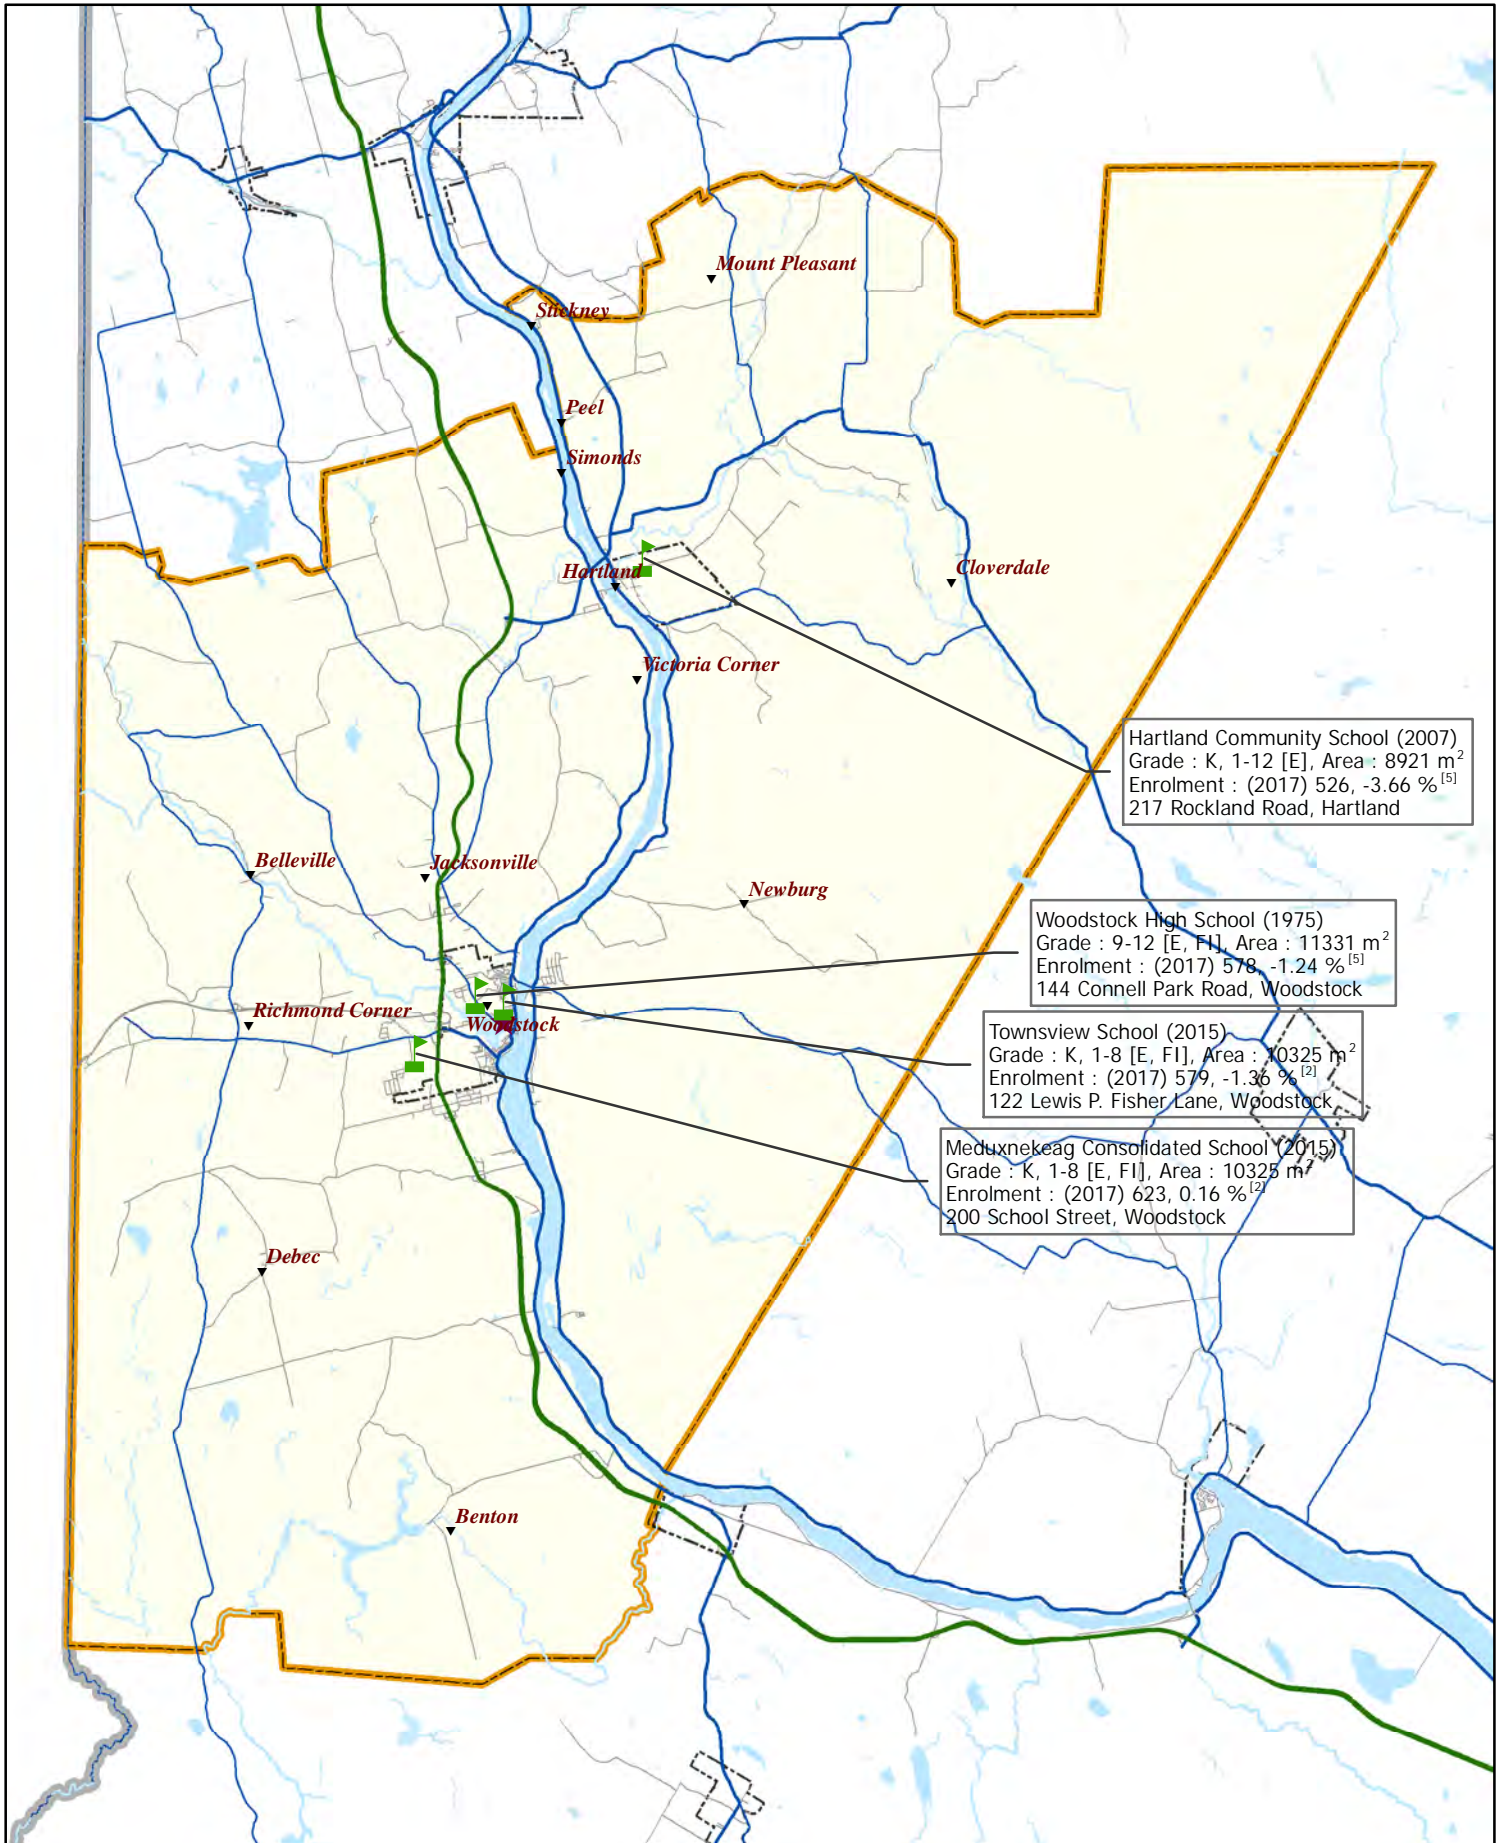 Mount Pleasant
Stickney
Peel
Simonds
Hartland
Cloverdale
Victoria Corner
Hartland Community School (2007)
Grade : K, 1-12 [E], Area : 8921 m²
Enrolment : (2017) 526, -3.66 % [5]
217 Rockland Road, Hartland
Belleville
Jacksonville
Newburg
Woodstock High School (1975)
Grade : 9-12 [E, FI], Area : 11331 m²
Enrolment : (2017) 578, -1.24 % [5]
144 Connell Park Road, Woodstock
Richmond Corner
Woodstock
Townsview School (2015)
Grade : K, 1-8 [E, FI], Area : 10325 m²
Enrolment : (2017) 579, -1.36 % [2]
122 Lewis P. Fisher Lane, Woodstock
Meduxnekeag Consolidated School (2015)
Grade : K, 1-8 [E, FI], Area : 10325 m²
Enrolment : (2017) 623, 0.16 % [2]
200 School Street, Woodstock
Debec
Benton